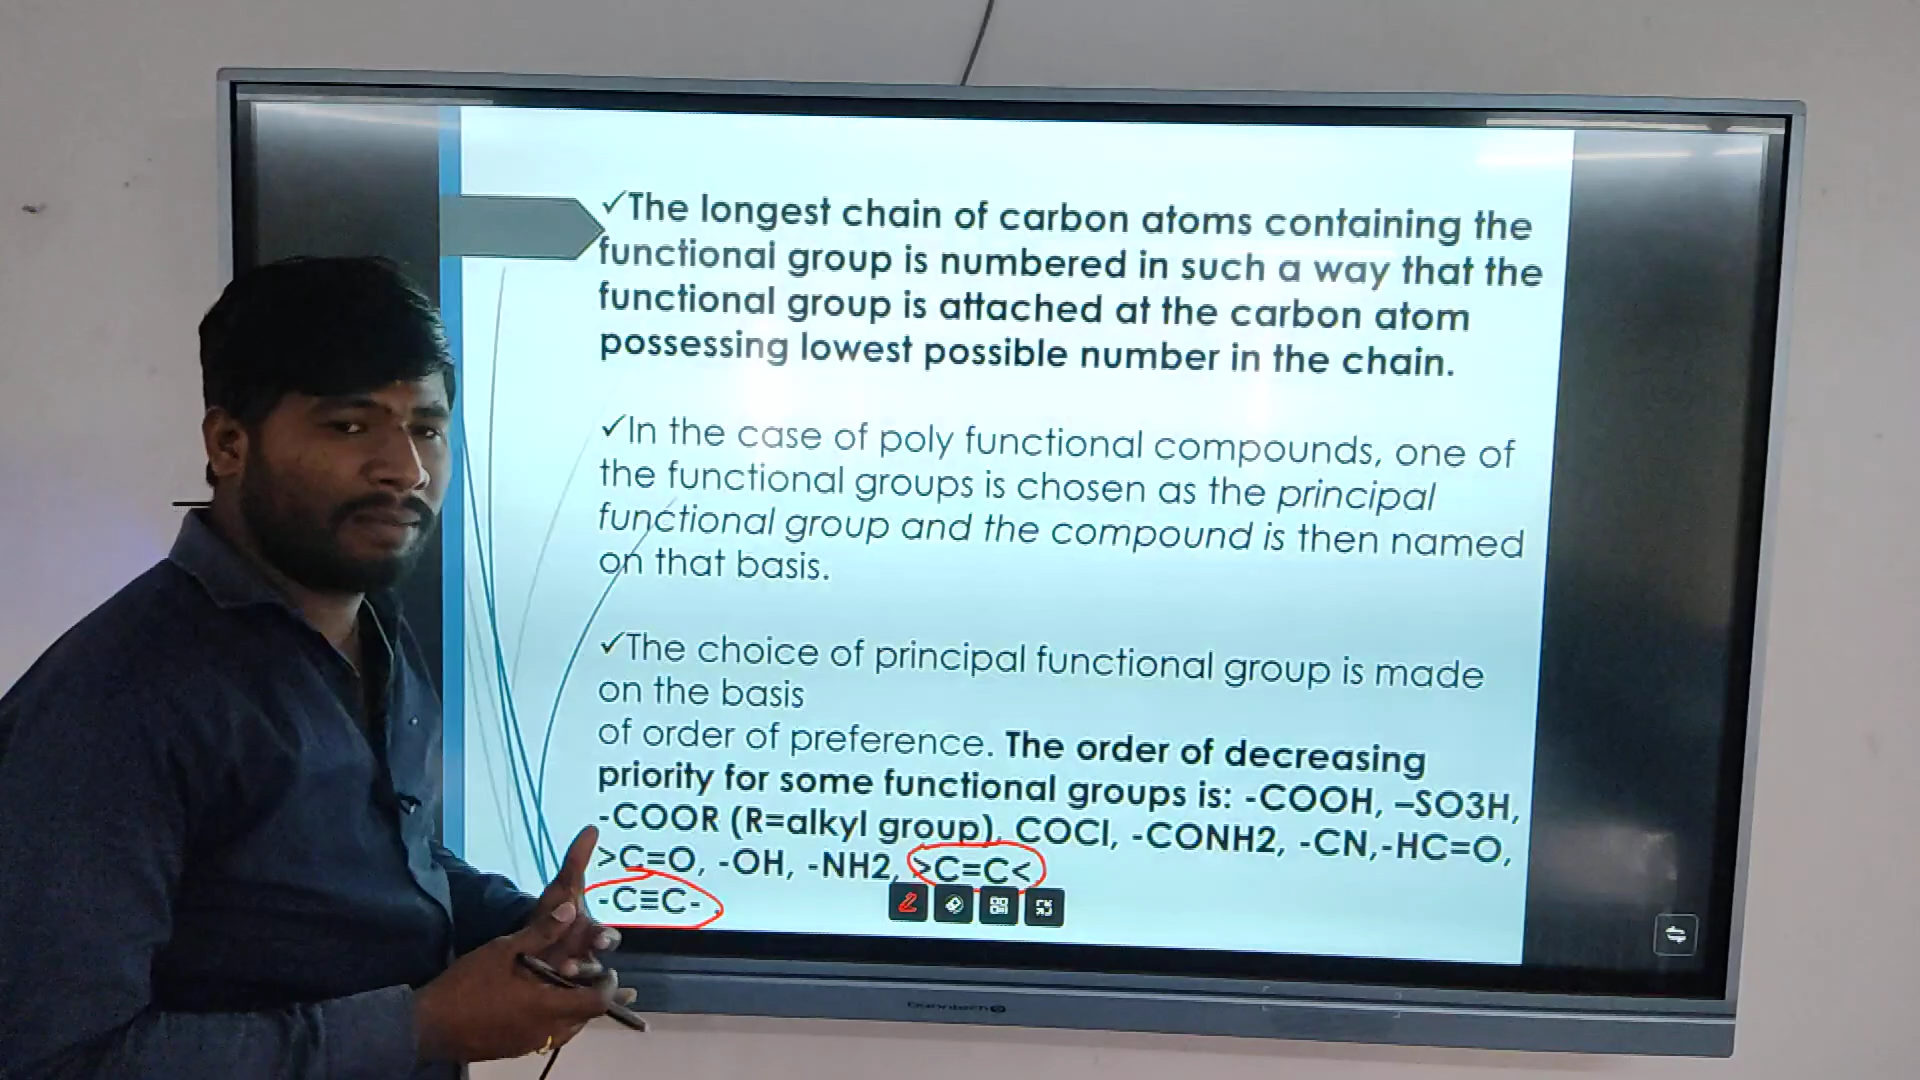 ✓The longest chain of carbon atoms containing the
functional group is numbered in such a way that the
functional group is attached at the carbon atom
possessing lowest possible number in the chain.
✓In the case of poly functional compounds, one of
the functional groups is chosen as the principal
functional group and the compound is then named
on that basis.
✓The choice of principal functional group is made
on the basis
of order of preference. The order of decreasing
priority for some functional groups is: -COOH, –SO3H,
-COOR (R=alkyl group), COCl, -CONH2, -CN,-HC=O,
>C=O, -OH, -NH2, >C=C<
-C≡C- .